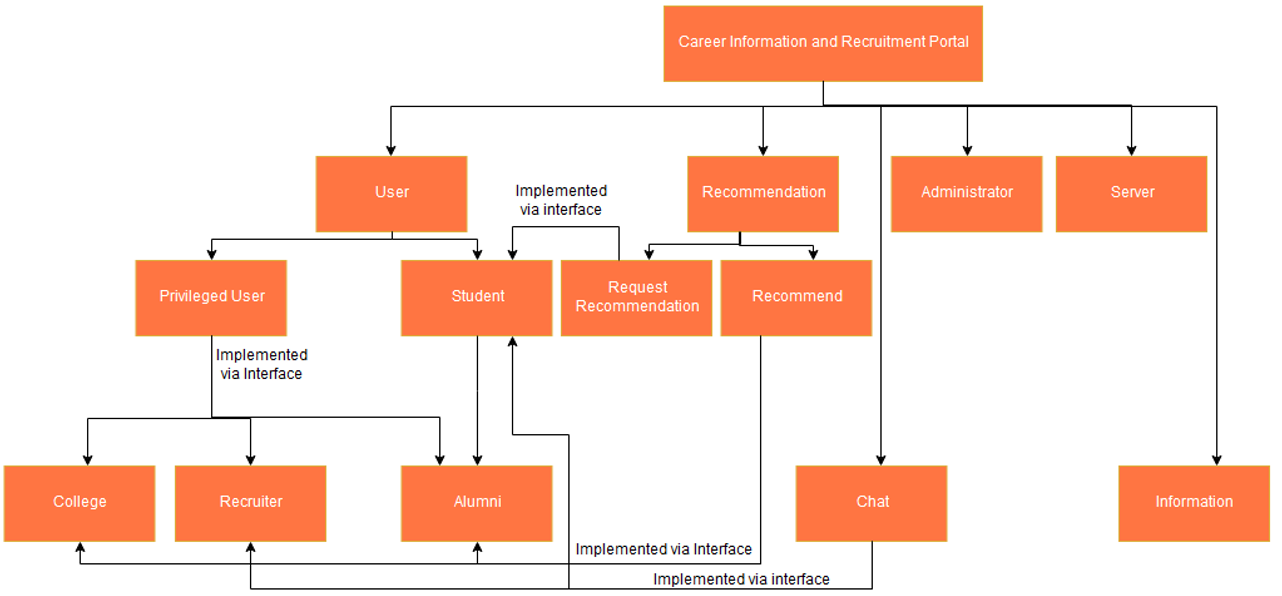 Career Information and Recruitment Portal
User
Recommendation
Administrator
Server
Implemented
via interface
Privileged User
Student
Request
Recommendation
Recommend
Implemented
via Interface
College
Recruiter
Alumni
Chat
Information
Implemented via Interface
Implemented via interface